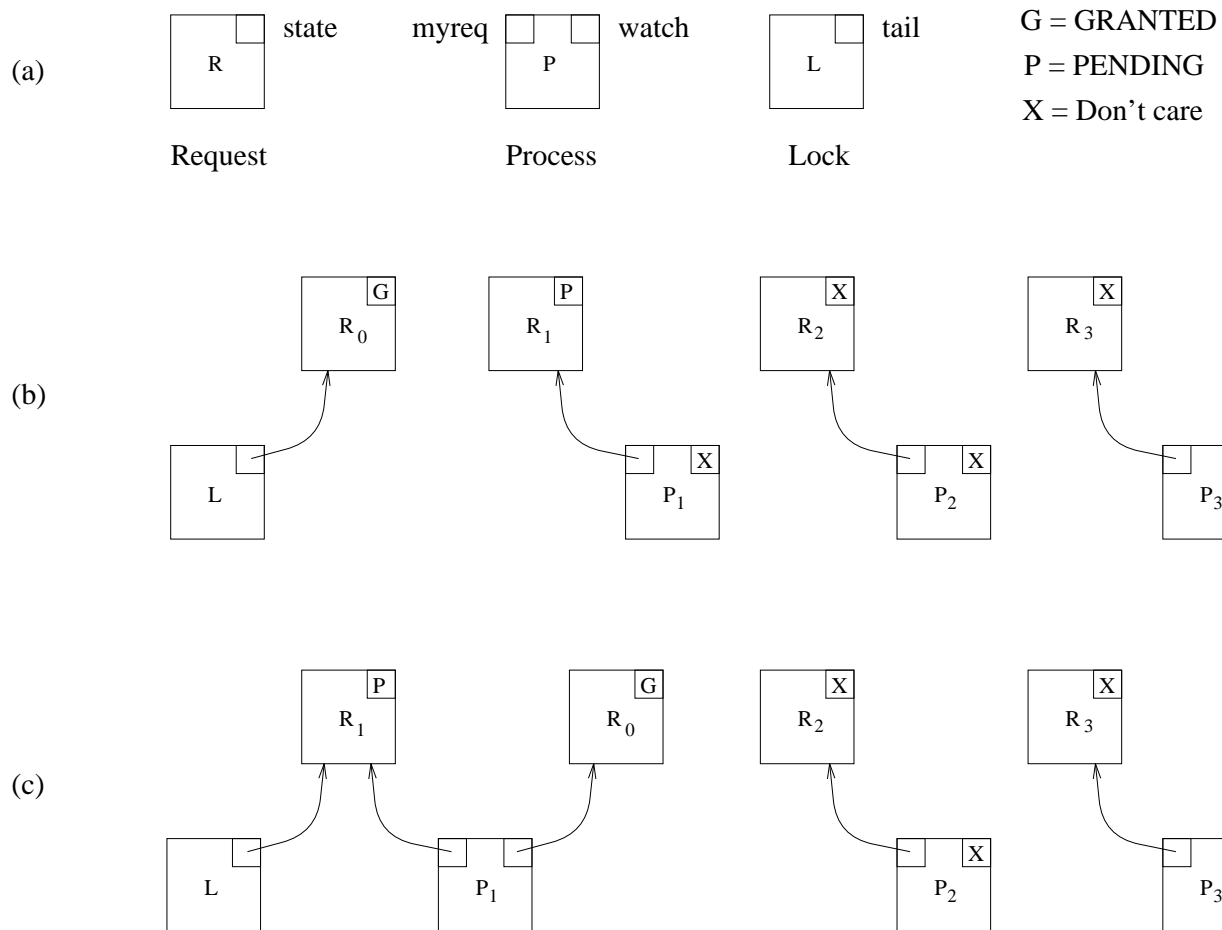 state myreq watch tail G = GRANTED
(a) R P L P = PENDING
X = Don't care
Request Process Lock
G P X X
R0 R1 R2 R3
(b)
X X
L P1 P2 P3
P G X X
R1 R0 R2 R3
(c)
X
L P1 P2 P3